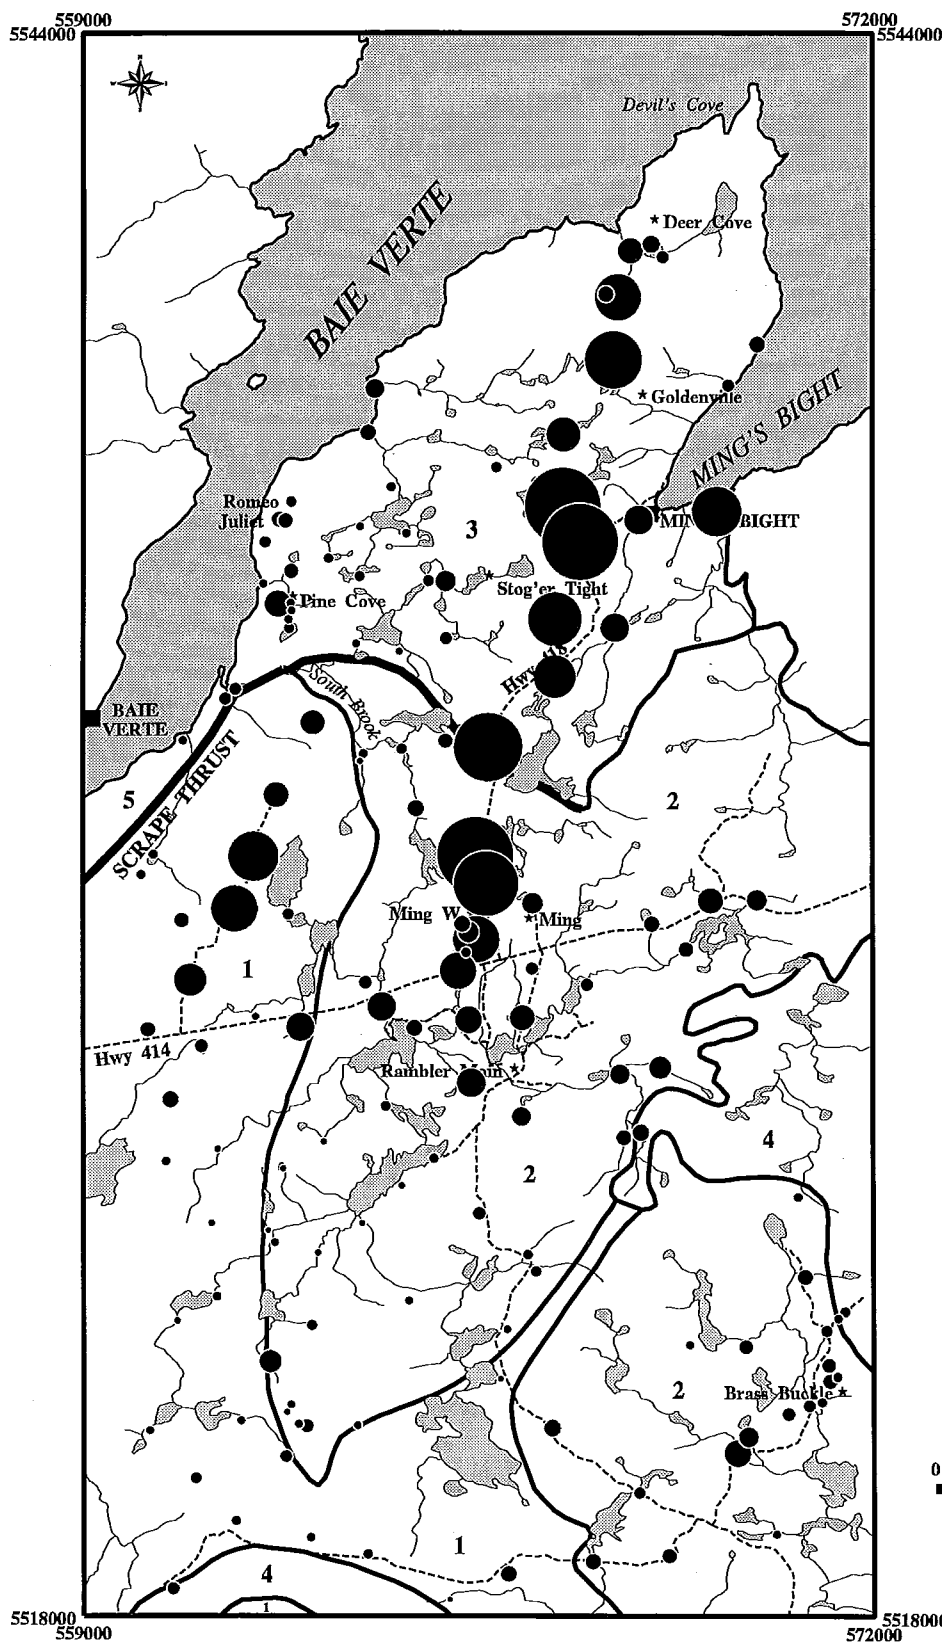 559000
572000
5544000
5544000
N
W
E
S
Devil's Cove
Deer Cove
BAIE VERTE
Goldenville
MING'S BIGHT
Romeo
Juliet
3
BIGHT
Stog'er Tight
Pine Cove
Hwy 418
South Brook
BAIE
VERTE
5
SCRAPE THRUST
2
Ming W
Ming
1
Hwy 414
Rambler Main
4
2
2
Brass Buckle
0
1
4
1
5518000
5518000
559000
572000